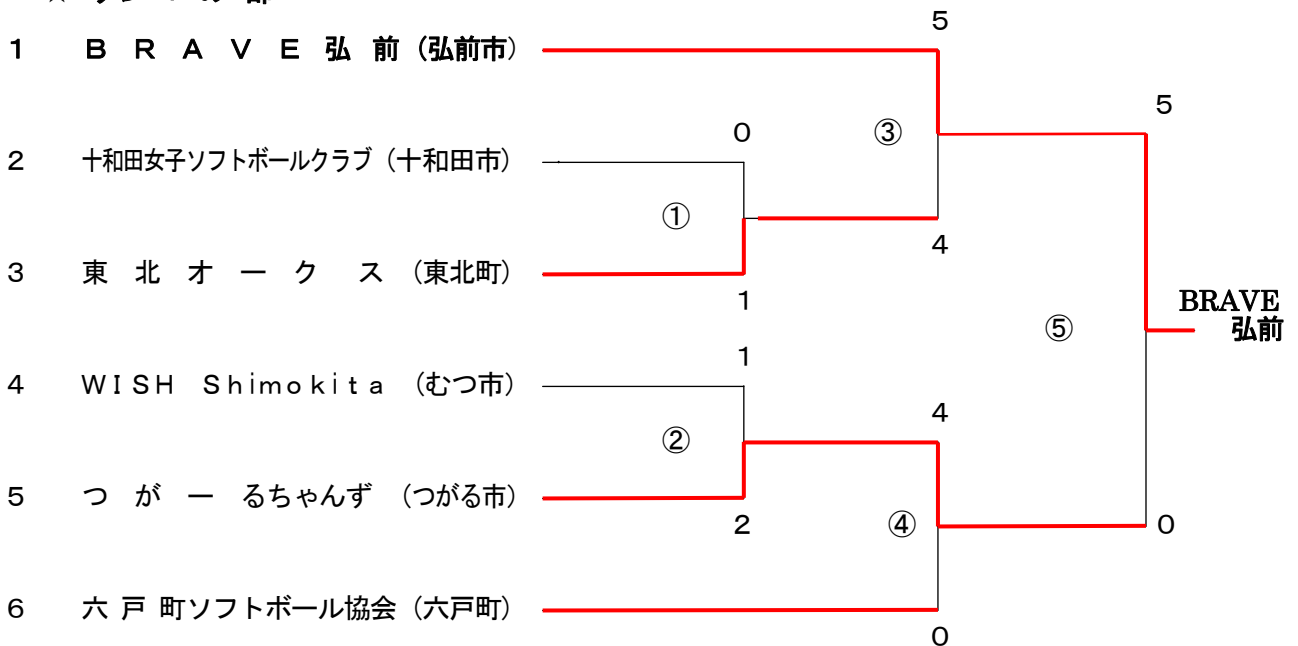 5
1 ＢＲＡＶＥ弘前（弘前市）
5
0
③
2 十和田女子ソフトボールクラブ（十和田市）
①
4
3 東北オークス（東北町）
1
BRAVE
弘前
⑤
1
4 ＷＩＳＨ Ｓｈｉｍｏｋｉｔａ（むつ市）
4
②
5 つがーるちゃんず（つがる市）
2
④
0
6 六戸町ソフトボール協会（六戸町）
0